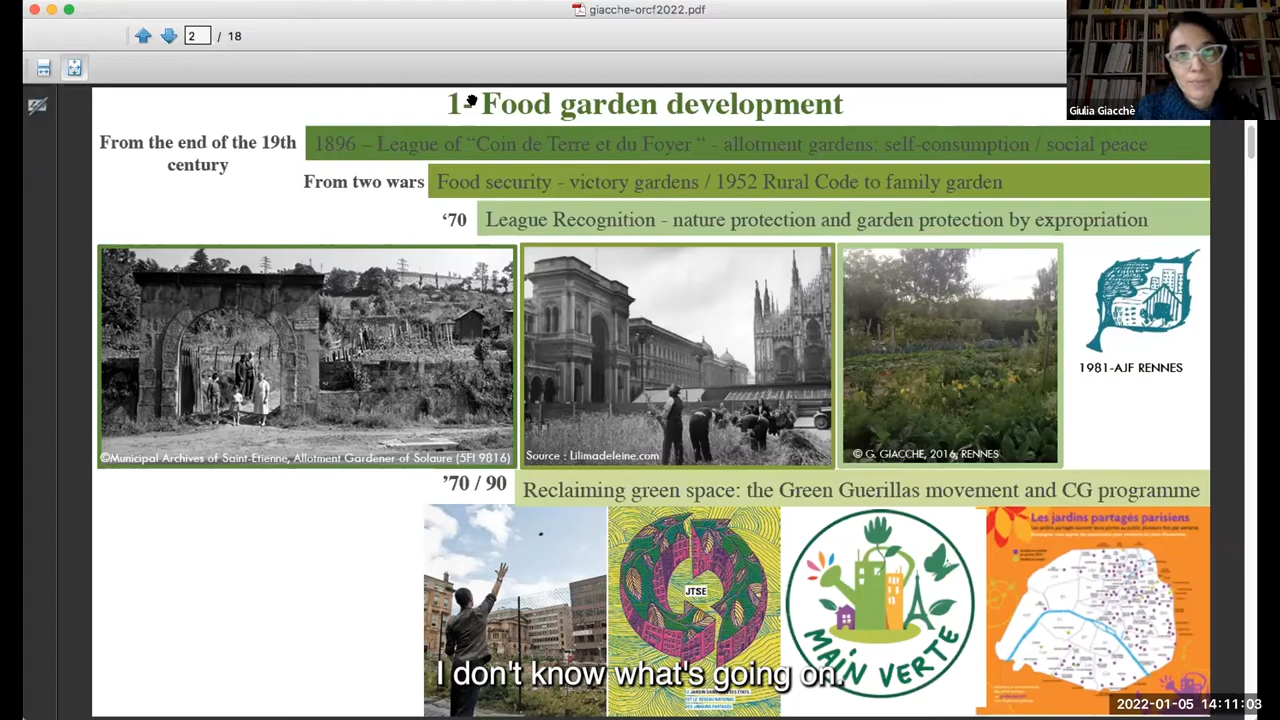 giacche-orcf2022.pdf
2 / 18
Giulia Giacchè
1- Food garden development
From the end of the 19th century
1896 – League of “Coin de Terre et du Foyer “ - allotment gardens: self-consumption / social peace
From two wars
Food security - victory gardens / 1952 Rural Code to family garden
‘70
League Recognition - nature protection and garden protection by expropriation
©Municipal Archives of Saint-Etienne, Allotment Gardener of Solaure (5FI 9816)
Source : Lilimadeleine.com
© G. GIACCHE, 2016, RENNES
1981-AJF RENNES
’70 / 90
Reclaiming green space: the Green Guerillas movement and CG programme
JTSE
MAIN VERTE
Les jardins partagés parisiens
I don't know what's going on.
2022-01-05 14:11:03